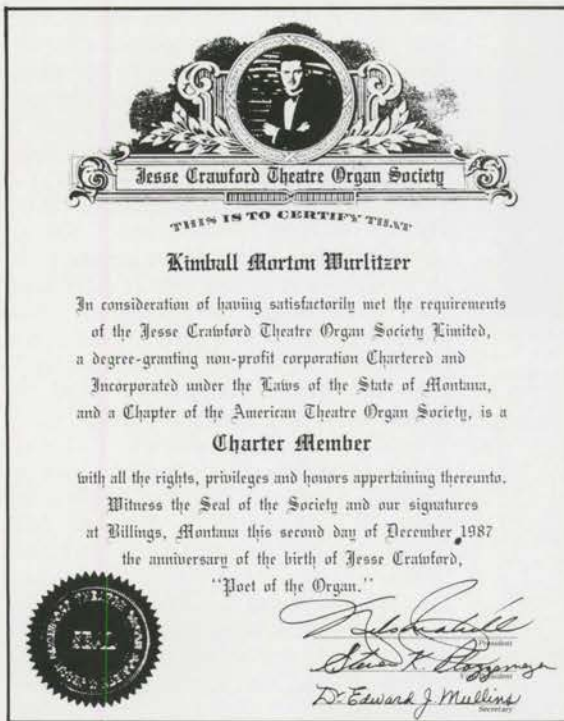 Jesse Crawford Theatre Organ Society
THIS IS TO CERTIFY THAT
Kimball Morton Wurlitzer
In consideration of having satisfactorily met the requirements
of the Jesse Crawford Theatre Organ Society Limited,
a degree-granting non-profit corporation Chartered and
Incorporated under the Laws of the State of Montana,
and a Chapter of the American Theatre Organ Society, is a
Charter Member
with all the rights, privileges and honors appertaining thereunto.
Witness the Seal of the Society and our signatures
at Billings, Montana this second day of December 1987
the anniversary of the birth of Jesse Crawford,
"Poet of the Organ."
President
Steven K.
President
Dr Edward J. Mullins
Secretary
SEAL